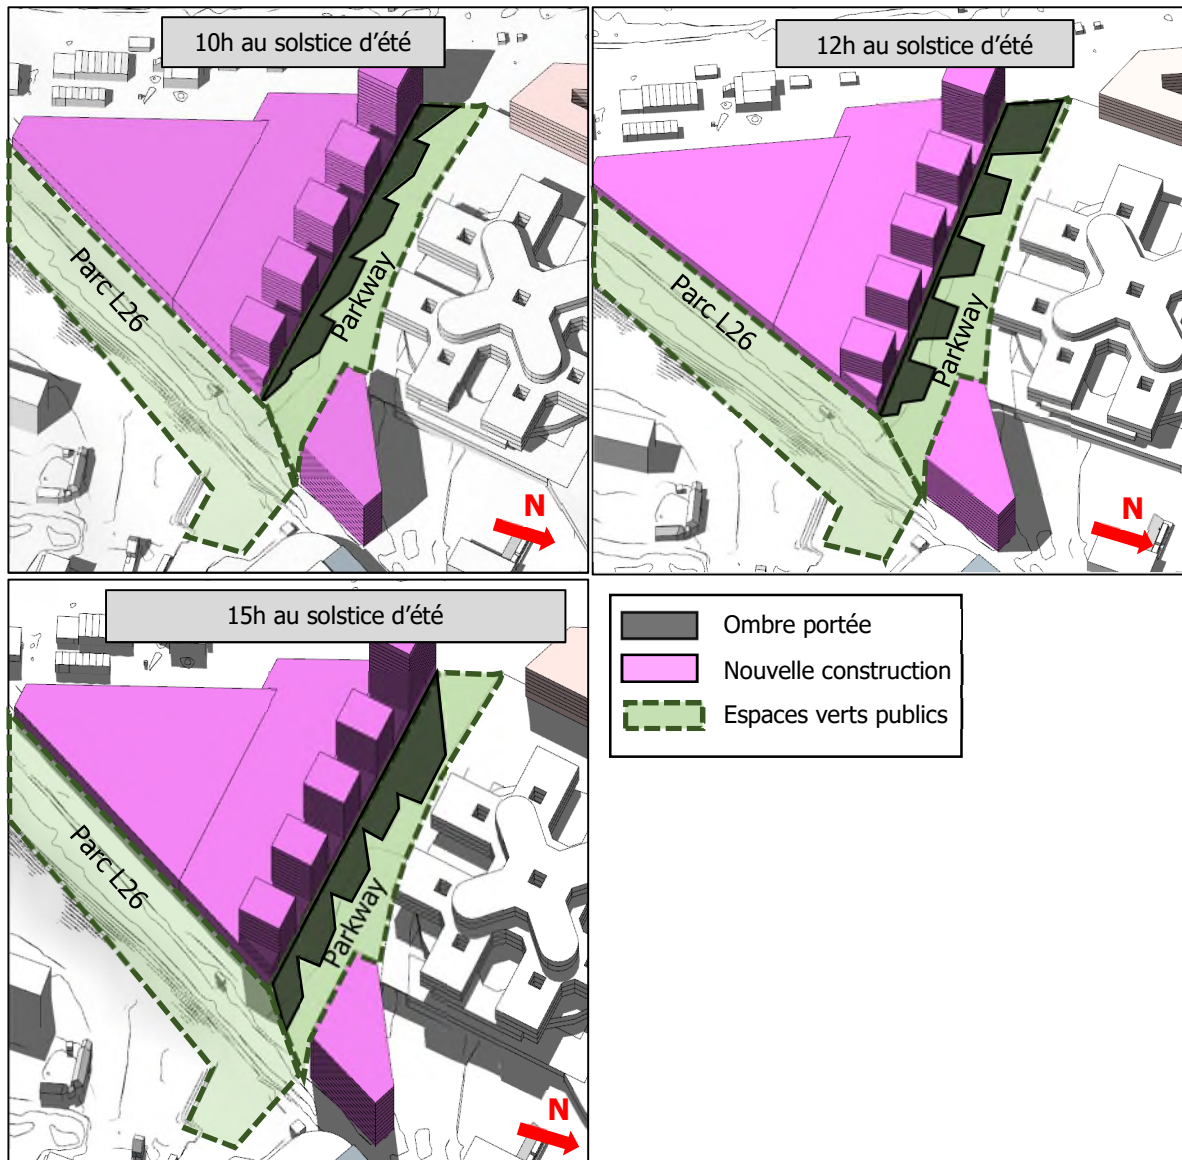 10h au solstice d'été
Parc L26
Parkway
N
12h au solstice d'été
Parc L26
Parkway
N
15h au solstice d'été
Parc L26
Parkway
N
Ombre portée
Nouvelle construction
Espaces verts publics